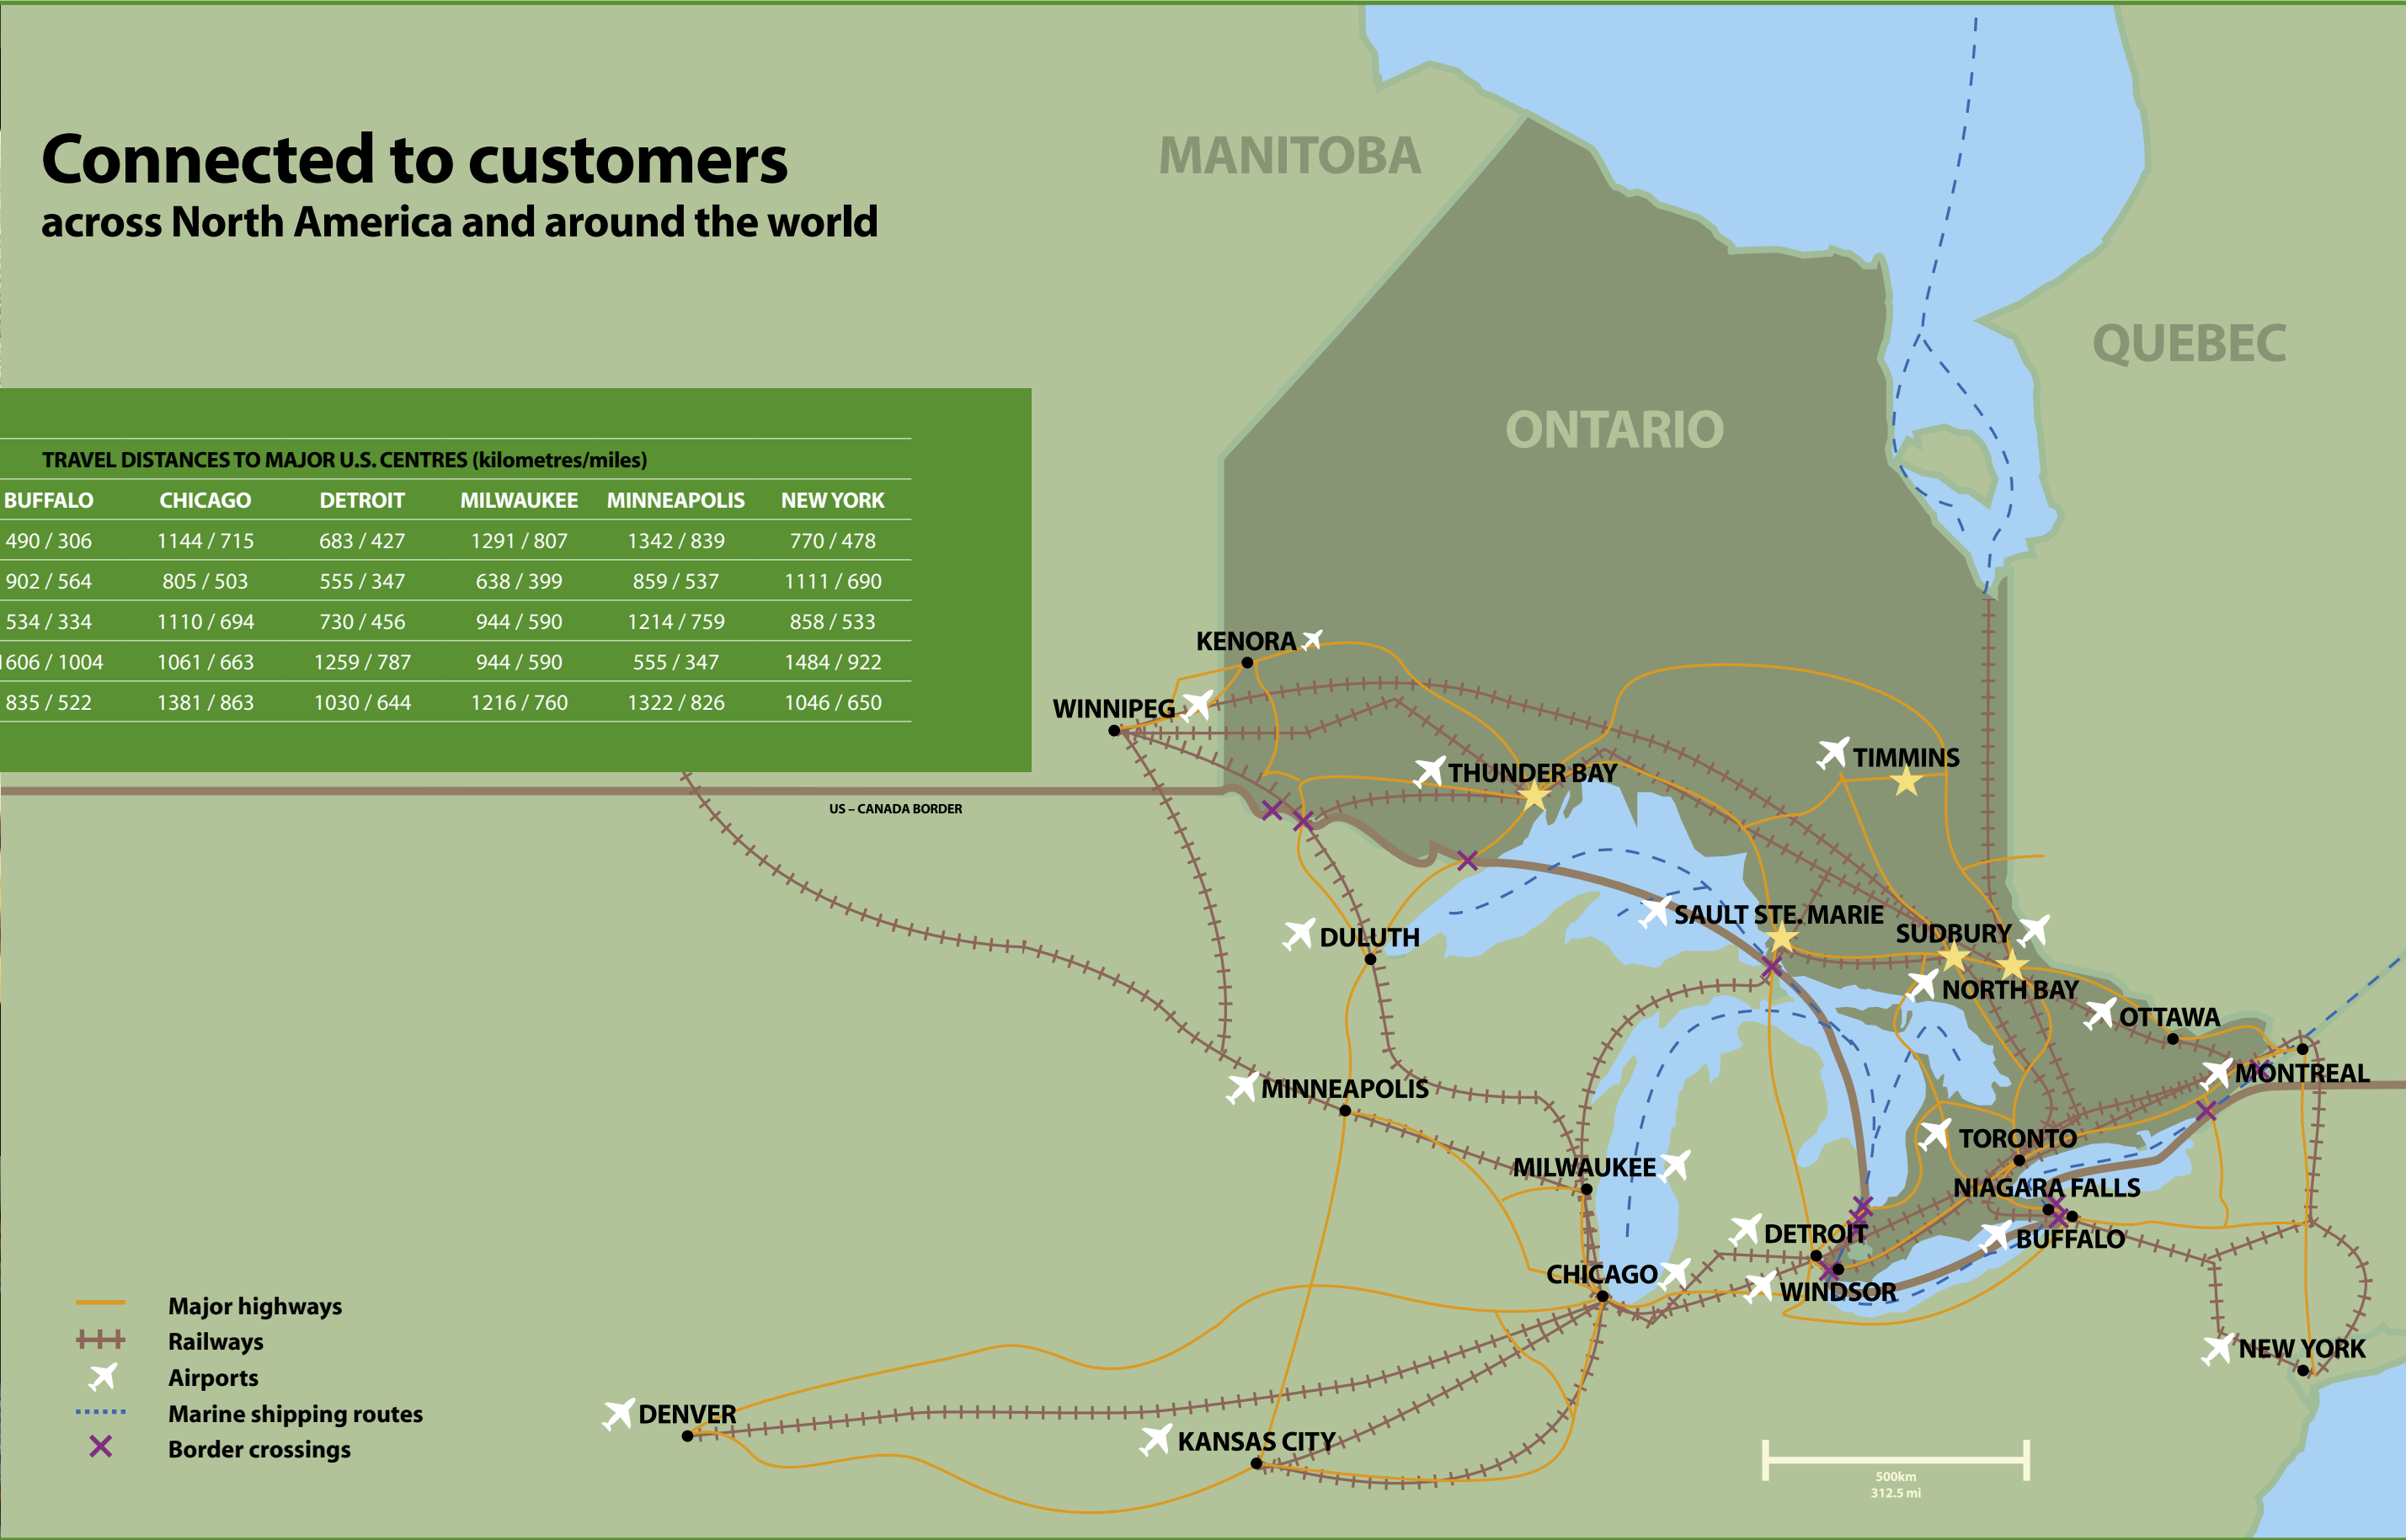 Connected to customers
across North America and around the world
MANITOBA
QUEBEC
ONTARIO
TRAVEL DISTANCES TO MAJOR U.S. CENTRES (kilometres/miles)
BUFFALO CHICAGO DETROIT MILWAUKEE MINNEAPOLIS NEW YORK
490 / 306 1144 / 715 683 / 427 1291 / 807 1342 / 839 770 / 478
902 / 564 805 / 503 555 / 347 638 / 399 859 / 537 1111 / 690
534 / 334 1110 / 694 730 / 456 944 / 590 1214 / 759 858 / 533
1606 / 1004 1061 / 663 1259 / 787 944 / 590 555 / 347 1484 / 922
835 / 522 1381 / 863 1030 / 644 1216 / 760 1322 / 826 1046 / 650
KENORA
WINNIPEG
THUNDER BAY
TIMMINS
US – CANADA BORDER
SAULT STE. MARIE
SUDBURY
DULUTH
NORTH BAY
OTTAWA
MONTREAL
MINNEAPOLIS
TORONTO
MILWAUKEE
NIAGARA FALLS
DETROIT
BUFFALO
CHICAGO
WINDSOR
NEW YORK
DENVER
KANSAS CITY
Major highways
Railways
Airports
Marine shipping routes
Border crossings
500km
312.5 mi